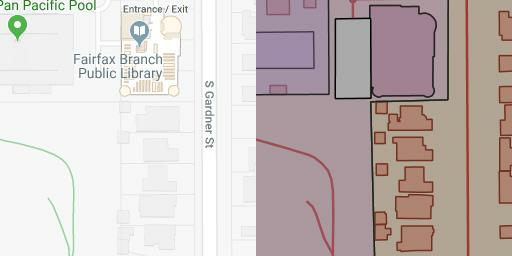 Pan Pacific Pool
Entrance / Exit
Fairfax Branch
Public Library
S Gardner St